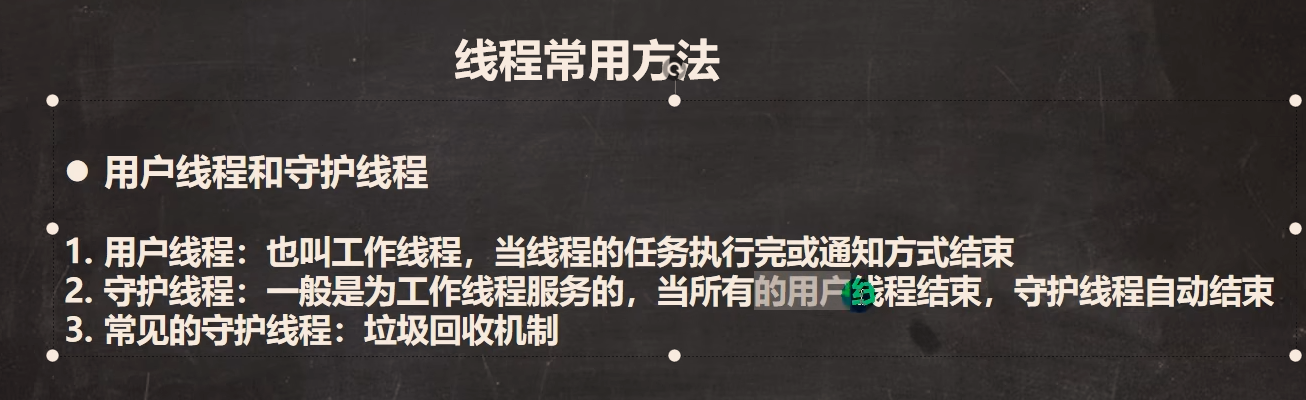 线程常用方法
● 用户线程和守护线程
1. 用户线程：也叫工作线程，当线程的任务执行完或通知方式结束
2. 守护线程：一般是为工作线程服务的，当所有的用户线程结束，守护线程自动结束
3. 常见的守护线程：垃圾回收机制